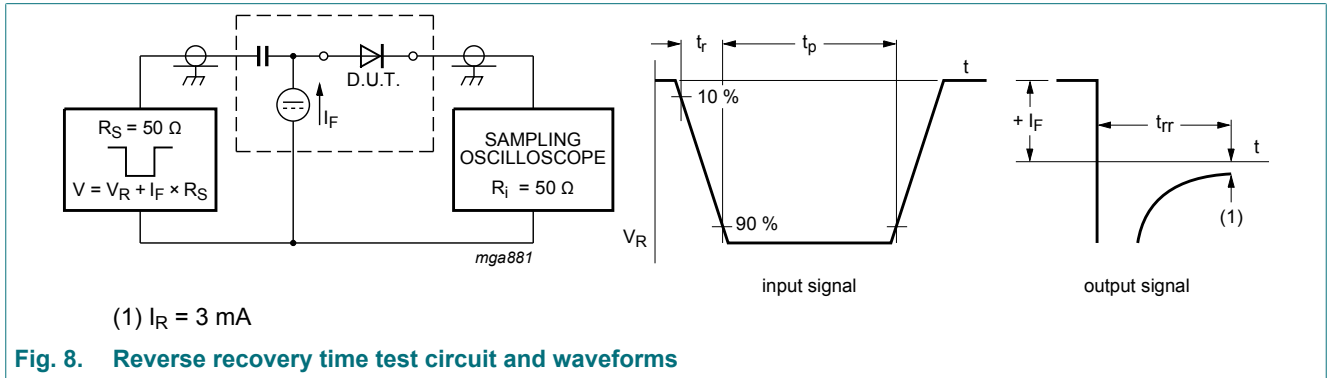 D.U.T.
I_F
R_S = 50 Ω
V = V_R + I_F × R_S
SAMPLING
OSCILLOSCOPE
R_i = 50 Ω
mga881
t_r
t_p
t
10 %
90 %
V_R
input signal
+ I_F
t_rr
t
(1)
output signal
(1) I_R = 3 mA
Fig. 8. Reverse recovery time test circuit and waveforms